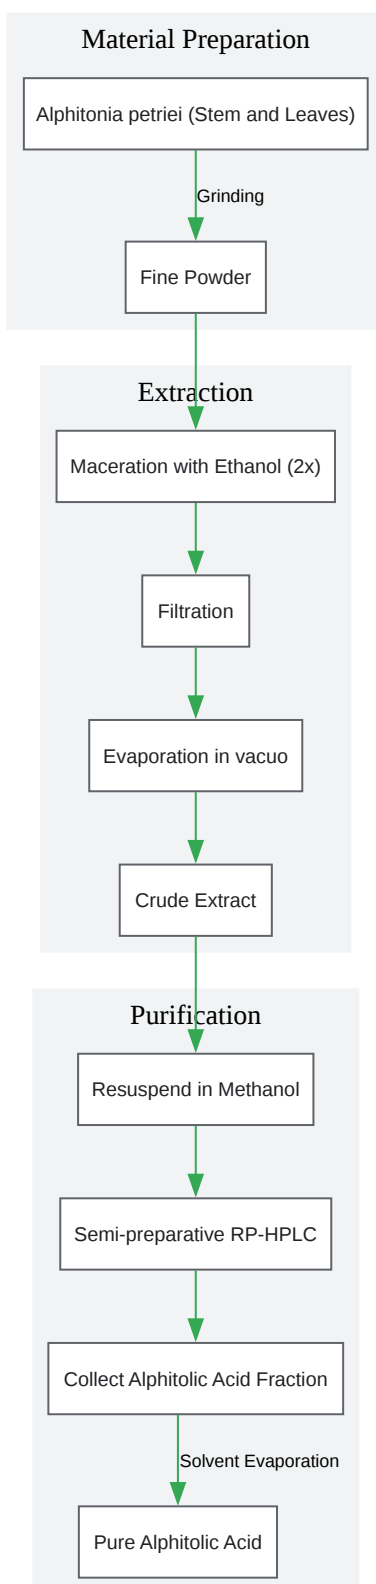 Material Preparation
Alphitonia petriei (Stem and Leaves)
Grinding
Fine Powder
Extraction
Maceration with Ethanol (2x)
Filtration
Evaporation in vacuo
Crude Extract
Purification
Resuspend in Methanol
Semi-preparative RP-HPLC
Collect Alphitolic Acid Fraction
Solvent Evaporation
Pure Alphitolic Acid